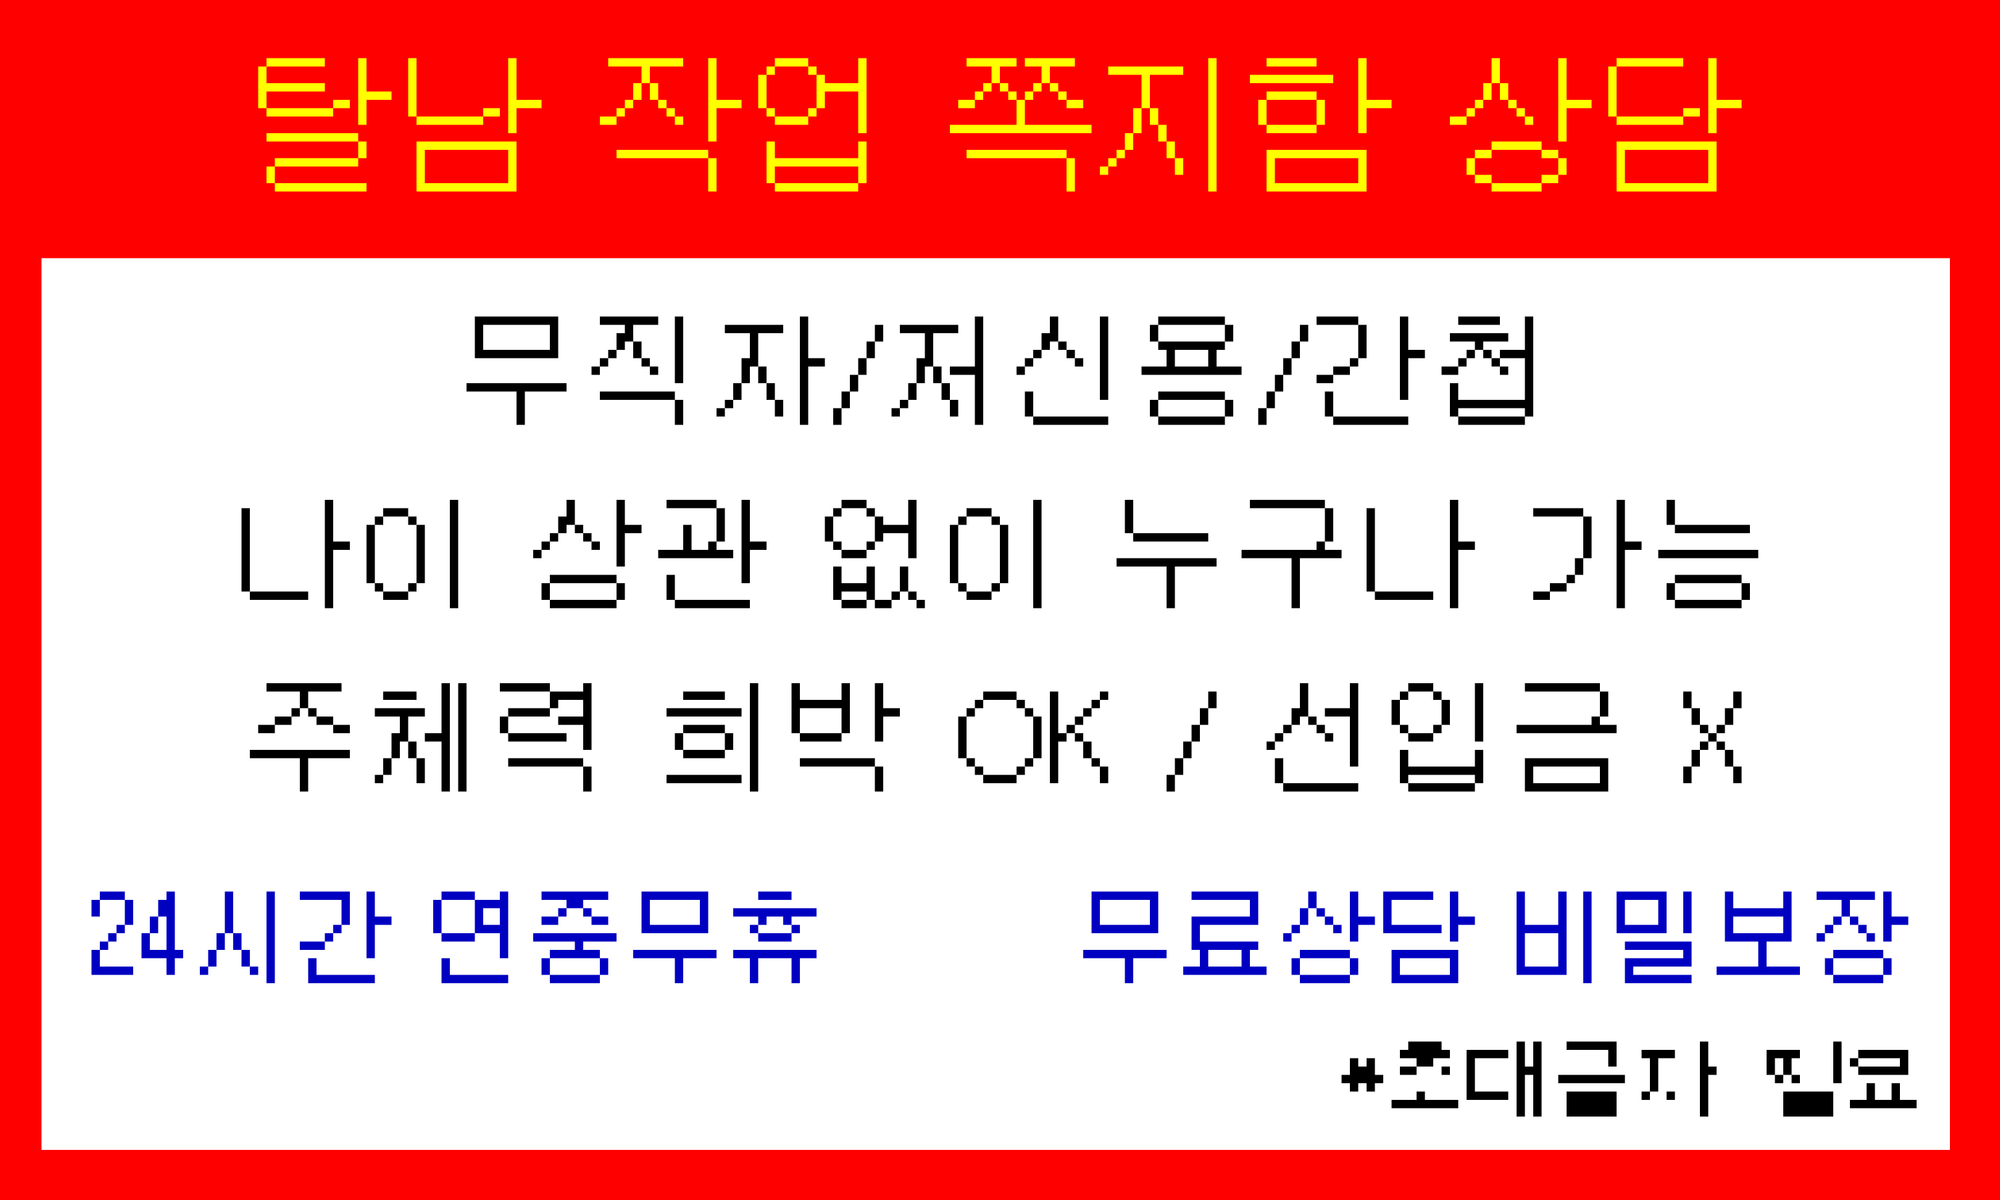 탈남 작업 쪽지함 상담
무직자/저신용/간첩
나이 상관 없이 누구나 가능
주체력 희박 OK / 선입금 X
24시간 연중무휴 무료상담 비밀보장
*초대글자 필요